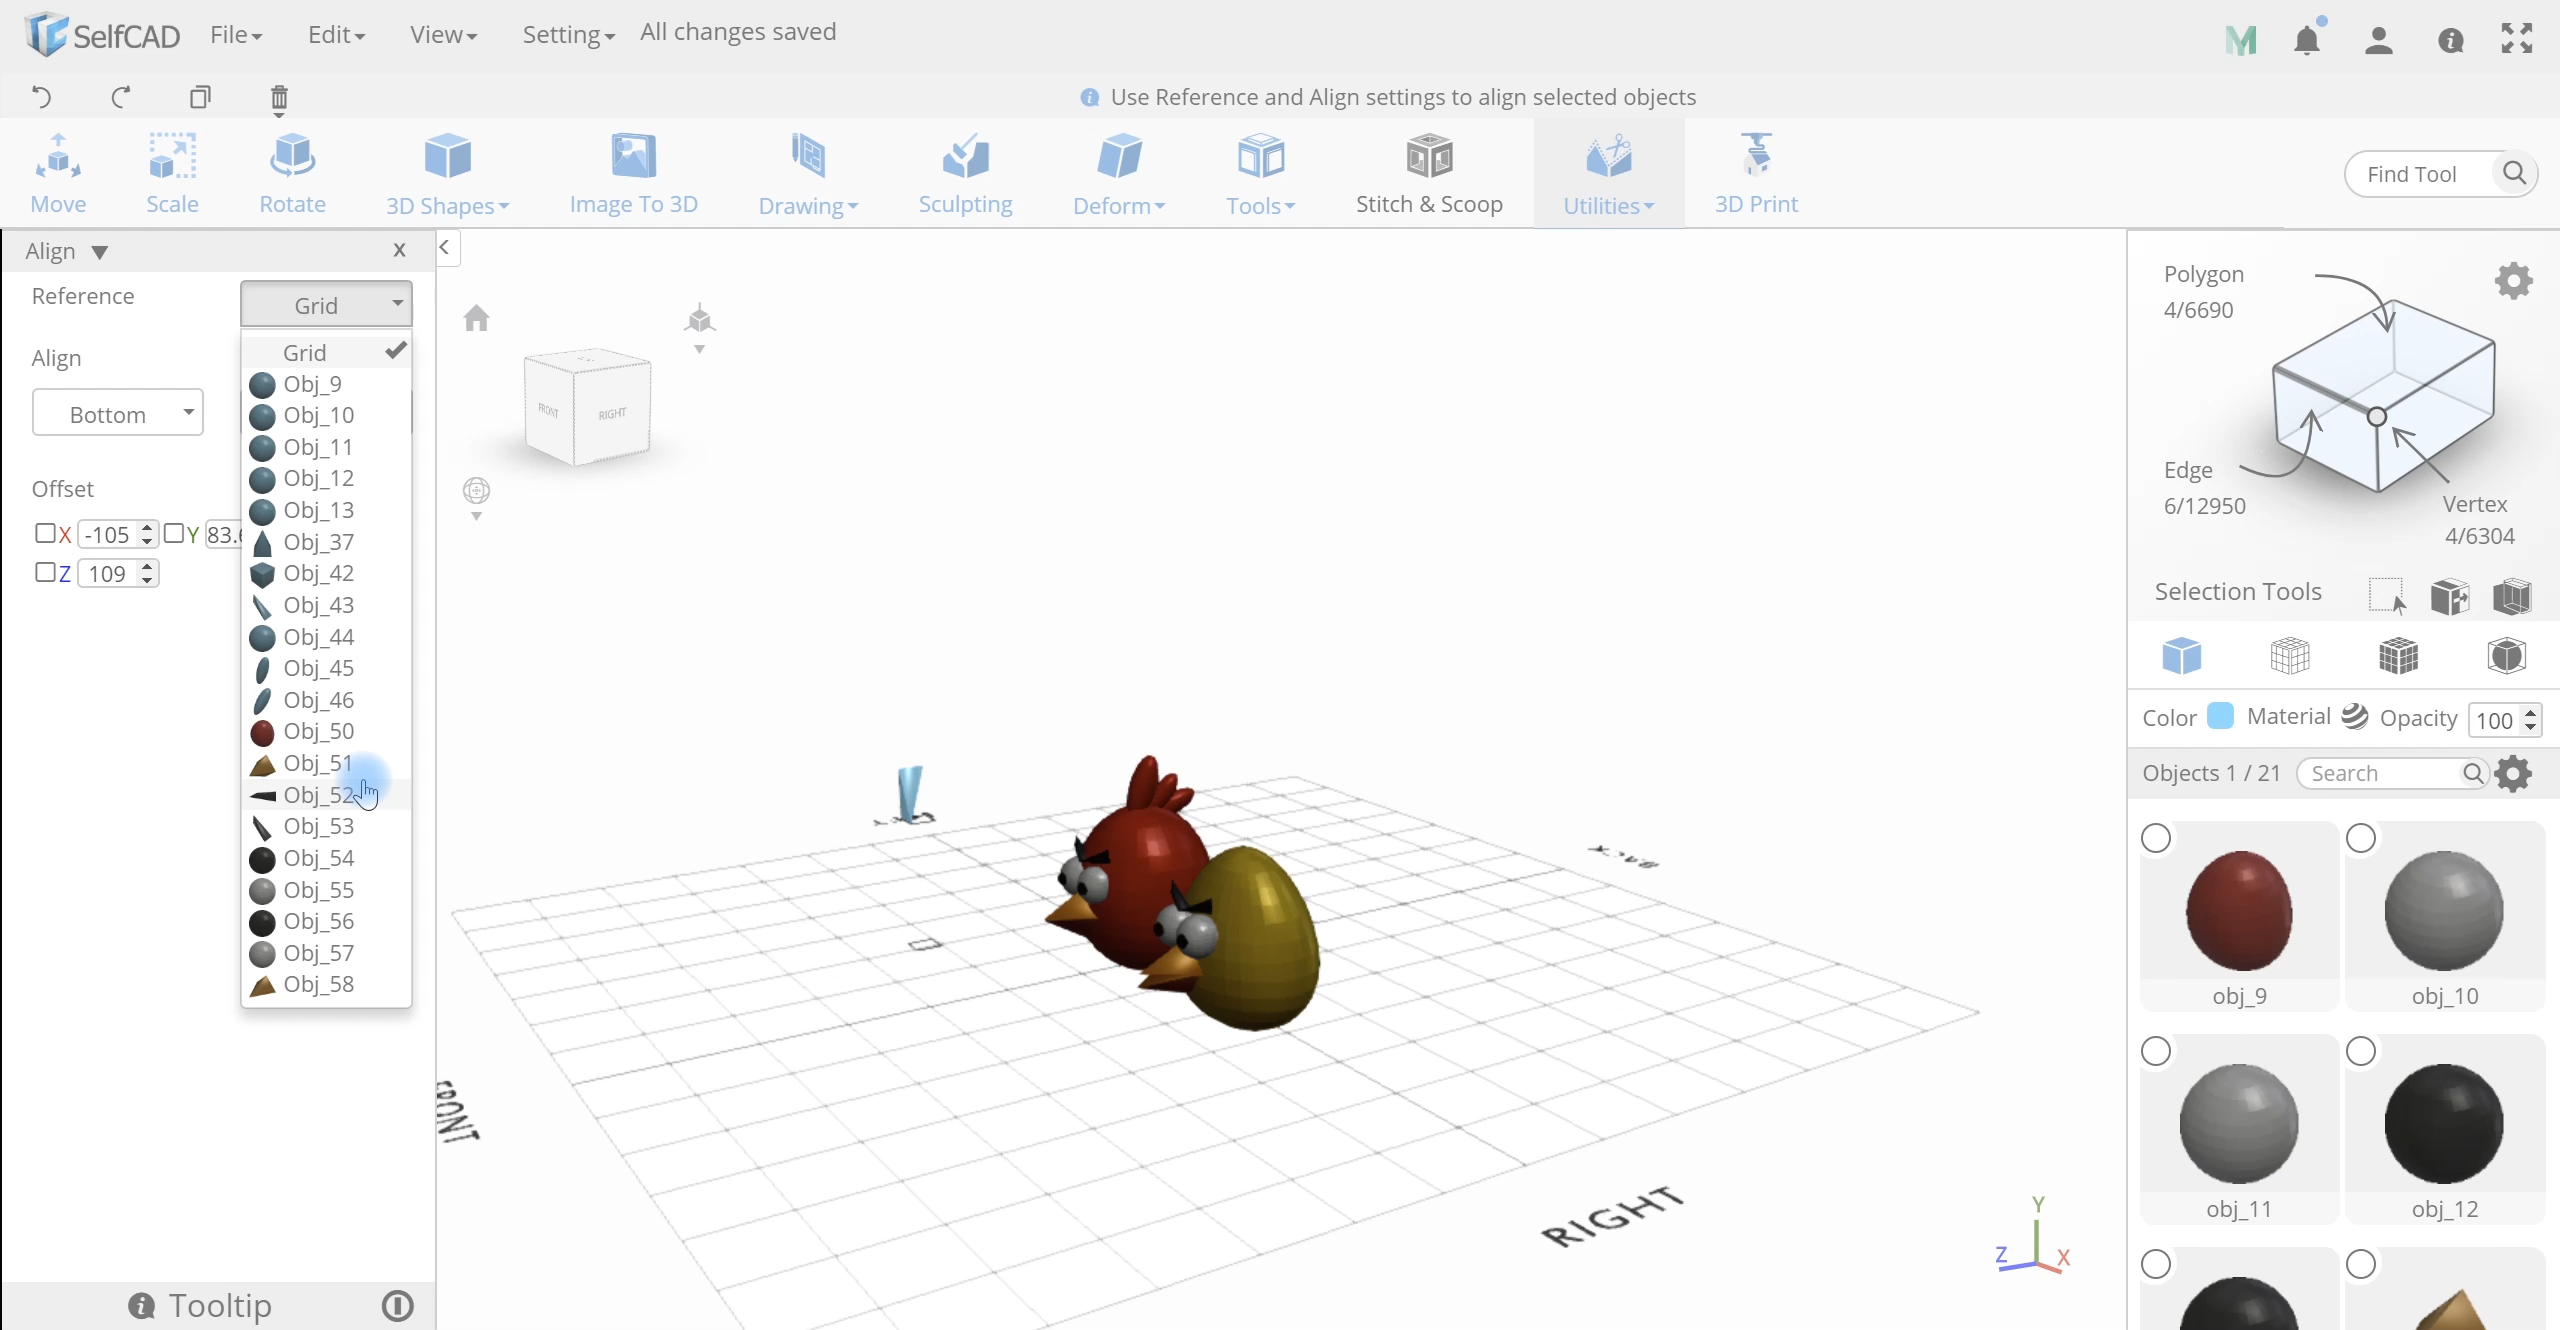 SelfCAD File Edit View Setting All changes saved
Use Reference and Align settings to align selected objects
Move Scale Rotate 3D Shapes Image To 3D Drawing Sculpting Deform Tools Stitch & Scoop Utilities 3D Print Find Tool
Align x
Reference Grid
Grid
Obj_9
Obj_10
Obj_11
Obj_12
Obj_13
Obj_37
Obj_42
Obj_43
Obj_44
Obj_45
Obj_46
Obj_50
Obj_51
Obj_52
Obj_53
Obj_54
Obj_55
Obj_56
Obj_57
Obj_58
Align
Bottom
Offset
X -105 Y 83.
Z 109
Tooltip
FRONT RIGHT
BACK
FRONT
RIGHT
Y
Z X
Polygon
4/6690
Edge
6/12950
Vertex
4/6304
Selection Tools
Color Material Opacity 100
Objects 1 / 21 Search
obj_9 obj_10
obj_11 obj_12